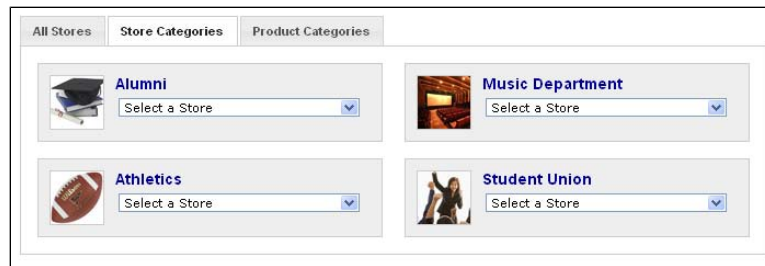 All Stores
Store Categories
Product Categories
Alumni
Select a Store
Music Department
Select a Store
Athletics
Select a Store
Student Union
Select a Store